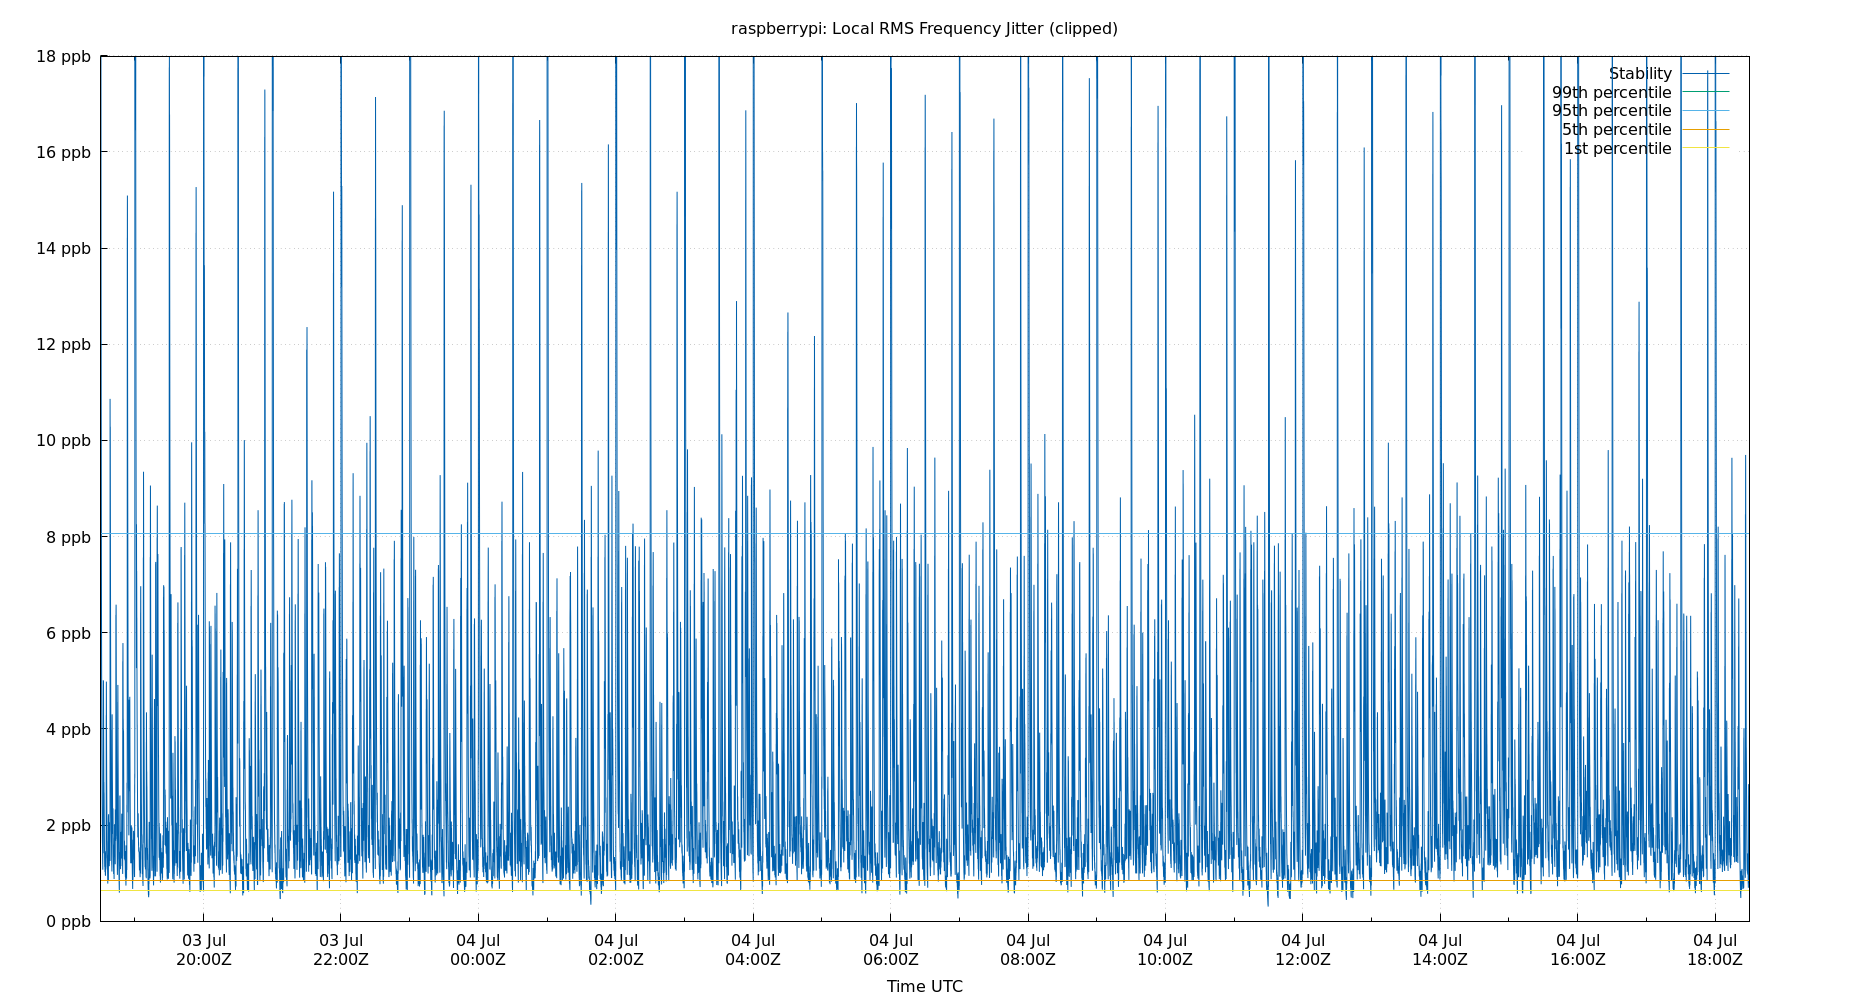 raspberrypi: Local RMS Frequency Jitter (clipped)
18 ppb
16 ppb
14 ppb
12 ppb
10 ppb
8 ppb
6 ppb
4 ppb
2 ppb
0 ppb
Stability
99th percentile
95th percentile
5th percentile
1st percentile
03 Jul 03 Jul 04 Jul 04 Jul 04 Jul 04 Jul 04 Jul 04 Jul 04 Jul 04 Jul 04 Jul 04 Jul
20:00Z 22:00Z 00:00Z 02:00Z 04:00Z 06:00Z 08:00Z 10:00Z 12:00Z 14:00Z 16:00Z 18:00Z
Time UTC